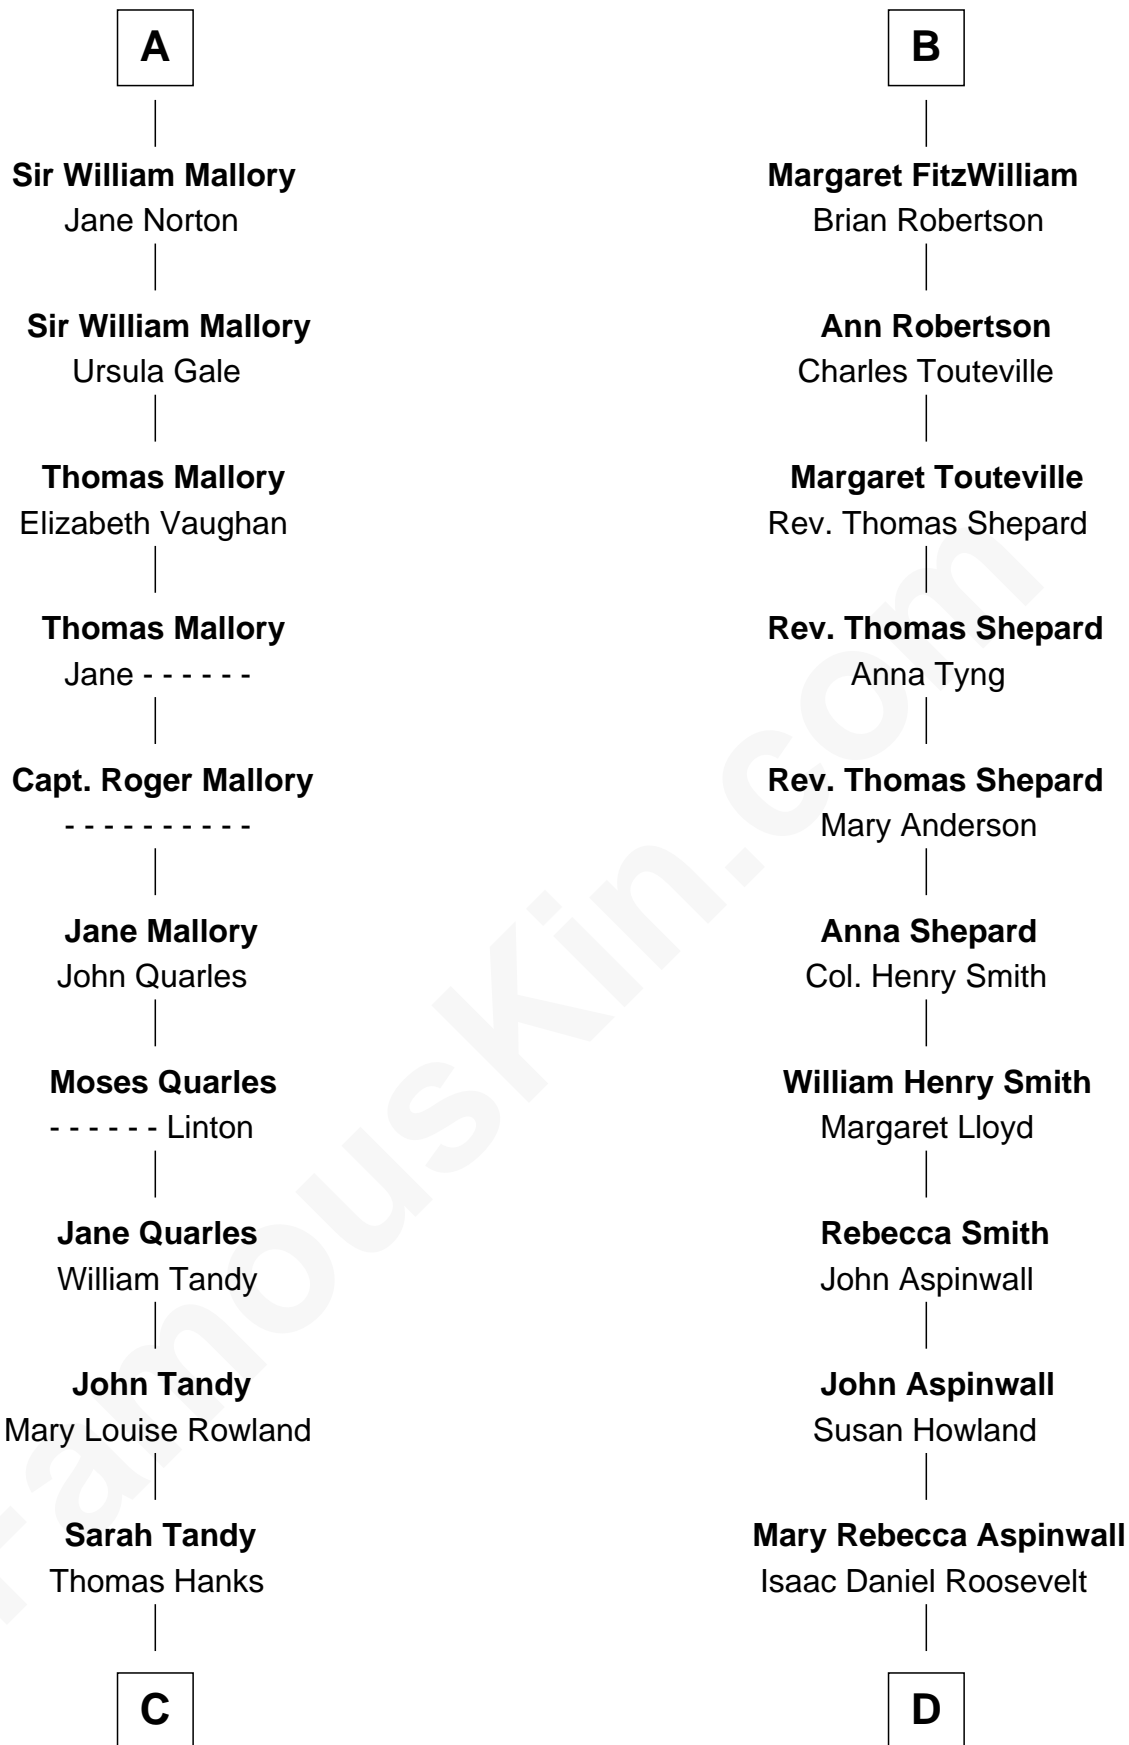 A
Sir William Mallory
Jane Norton
Sir William Mallory
Ursula Gale
Thomas Mallory
Elizabeth Vaughan
Thomas Mallory
Jane - - - - - -
Capt. Roger Mallory
- - - - - - - - - -
Jane Mallory
John Quarles
Moses Quarles
- - - - - - Linton
Jane Quarles
William Tandy
John Tandy
Mary Louise Rowland
Sarah Tandy
Thomas Hanks
C
B
Margaret FitzWilliam
Brian Robertson
Ann Robertson
Charles Touteville
Margaret Touteville
Rev. Thomas Shepard
Rev. Thomas Shepard
Anna Tyng
Rev. Thomas Shepard
Mary Anderson
Anna Shepard
Col. Henry Smith
William Henry Smith
Margaret Lloyd
Rebecca Smith
John Aspinwall
John Aspinwall
Susan Howland
Mary Rebecca Aspinwall
Isaac Daniel Roosevelt
D
FamousKin.com